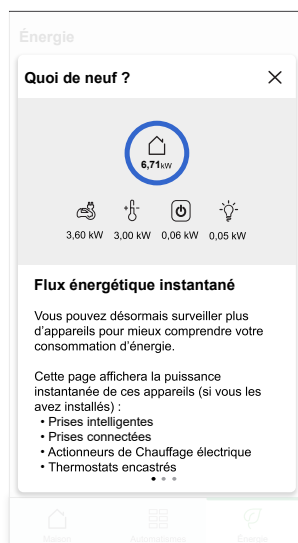 Énergie
Quoi de neuf ?
6,71kW
3,60 kW 3,00 kW 0,06 kW 0,05 kW
Flux énergétique instantané
Vous pouvez désormais surveiller plus
d'appareils pour mieux comprendre votre
consommation d'énergie.
Cette page affichera la puissance
instantanée de ces appareils (si vous les
avez installés) :
• Prises intelligentes
• Prises connectées
• Actionneurs de Chauffage électrique
• Thermostats encastrés
Maison Automatismes Énergie